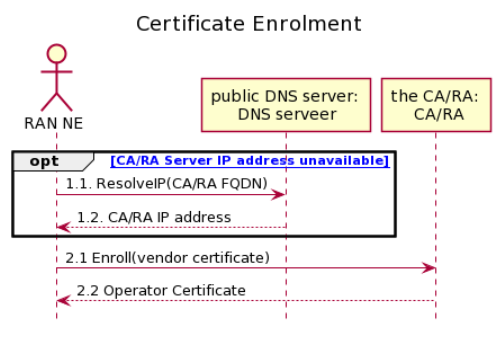 Certificate Enrolment
RAN NE
public DNS server:
DNS serveer
the CA/RA:
CA/RA
opt [CA/RA Server IP address unavailable]
1.1. ResolveIP(CA/RA FQDN)
1.2. CA/RA IP address
2.1 Enroll(vendor certificate)
2.2 Operator Certificate